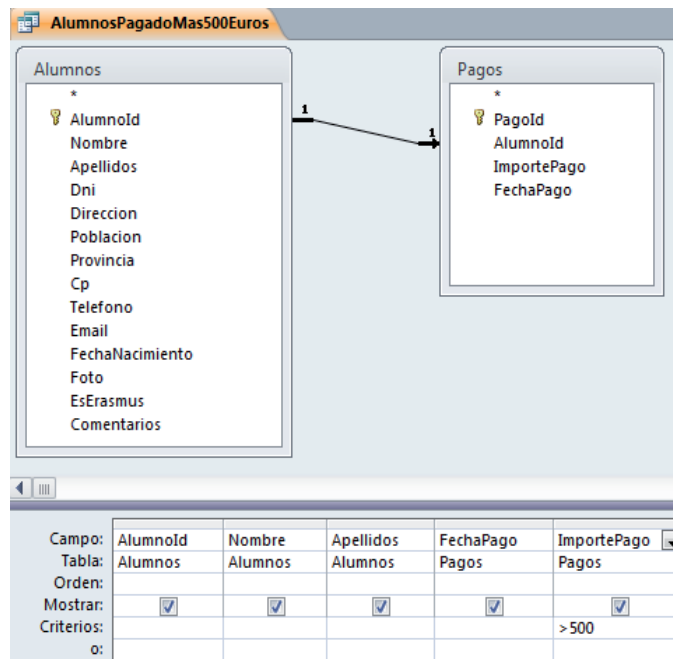 AlumnosPagadoMas500Euros
Alumnos
*
AlumnoId
Nombre
Apellidos
Dni
Direccion
Poblacion
Provincia
Cp
Telefono
Email
FechaNacimiento
Foto
EsErasmus
Comentarios
1
1
Pagos
*
PagoId
AlumnoId
ImportePago
FechaPago
Campo: AlumnoId Nombre Apellidos FechaPago ImportePago
Tabla: Alumnos Alumnos Alumnos Pagos Pagos
Orden:
Mostrar:
Criterios: >500
o: